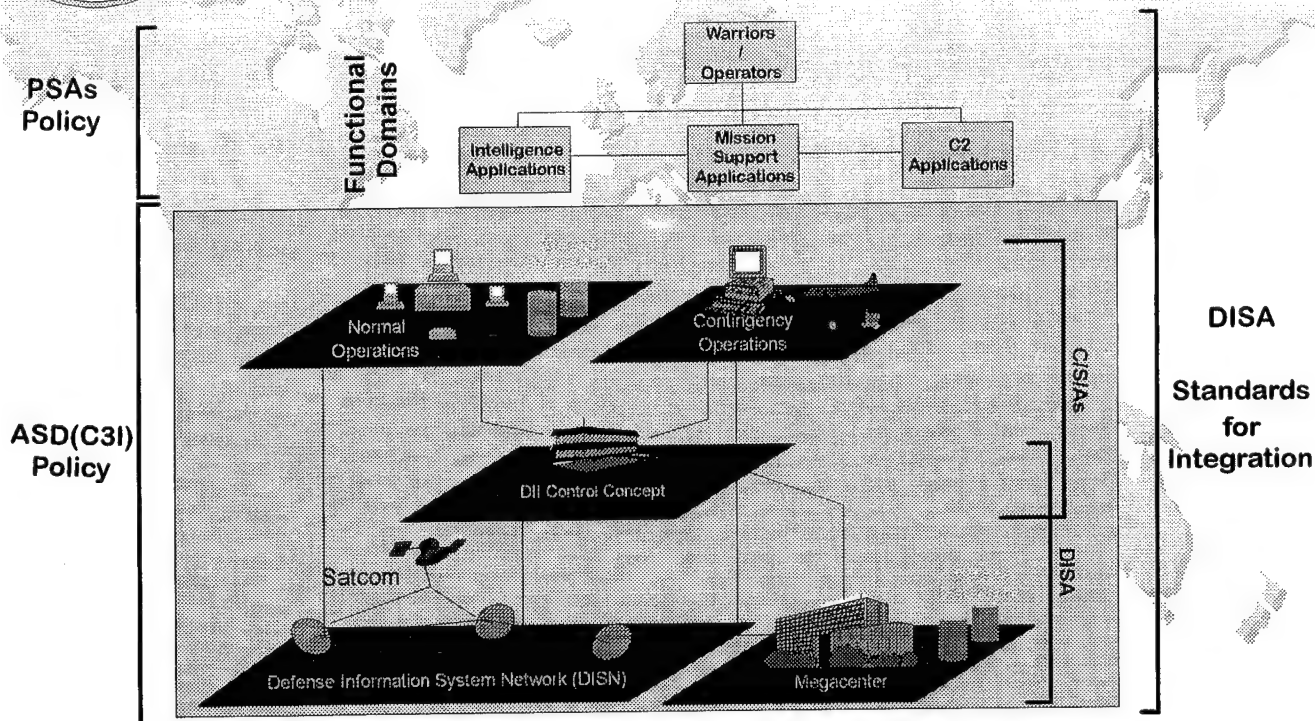 PSAs
Policy
Functional
Domains
Warriors
/
Operators
Intelligence
Applications
Mission
Support
Applications
C2
Applications
ASD(C3I)
Policy
Normal
Operations
Contingency
Operations
C/S/As
DII Control Concept
Satcom
DISA
Defense Information System Network (DISN)
Megacenter
DISA
Standards
for
Integration